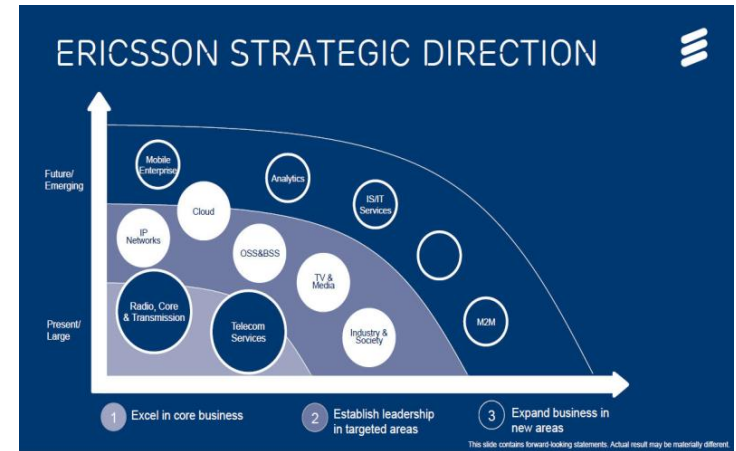 ERICSSON STRATEGIC DIRECTION
Future/
Emerging
Mobile
Enterprise
Analytics
IS/IT
Services
Cloud
IP
Networks
OSS&BSS
TV &
Media
Radio, Core
& Transmission
Telecom
Services
Industry &
Society
M2M
Present/
Large
1 Excel in core business
2 Establish leadership
in targeted areas
3 Expand business in
new areas
This slide contains forward-looking statements. Actual result may be materially different